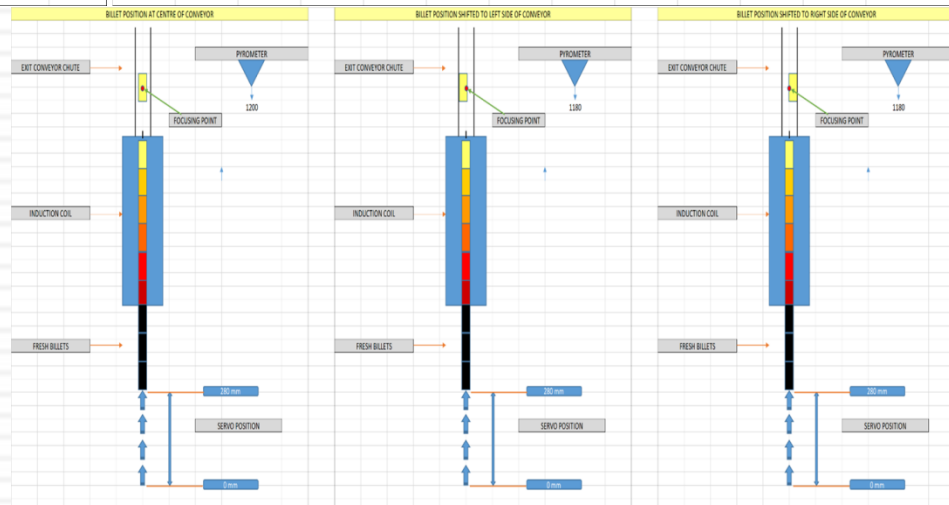 BILLET POSITION AT CENTRE OF CONVEYOR
PYROMETER
EXIT CONVEYOR CHUTE
1200
FOCUSING POINT
INDUCTION COIL
FRESH BILLETS
280 mm
SERVO POSITION
0 mm
BILLET POSITION SHIFTED TO LEFT SIDE OF CONVEYOR
PYROMETER
EXIT CONVEYOR CHUTE
1180
FOCUSING POINT
INDUCTION COIL
FRESH BILLETS
280 mm
SERVO POSITION
0 mm
BILLET POSITION SHIFTED TO RIGHT SIDE OF CONVEYOR
PYROMETER
EXIT CONVEYOR CHUTE
1180
FOCUSING POINT
INDUCTION COIL
FRESH BILLETS
280 mm
SERVO POSITION
0 mm